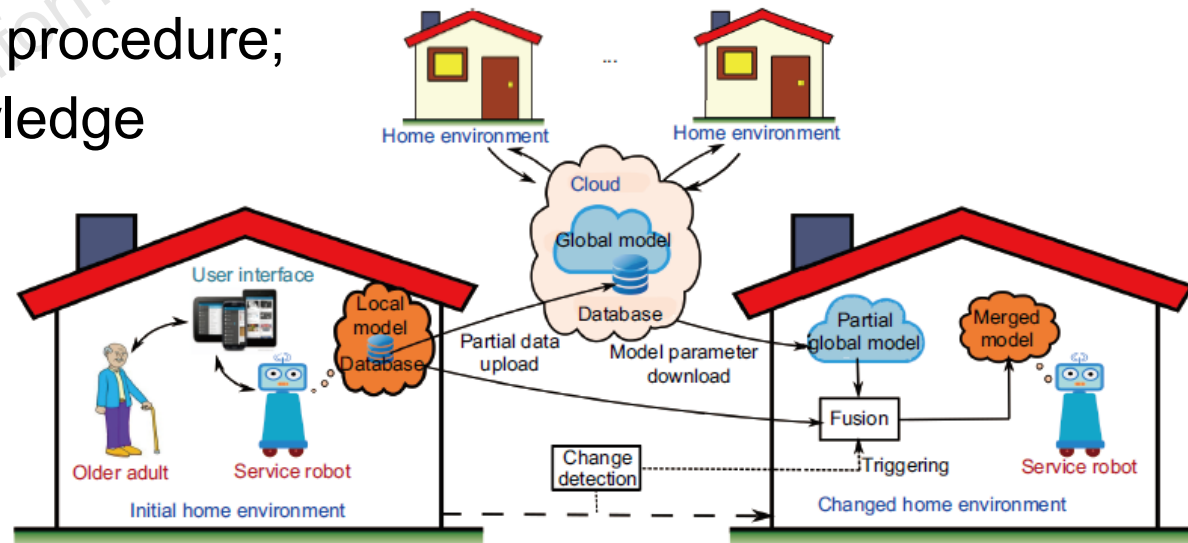 procedure;
Home environment
...
Home environment
Cloud
Global model
Database
User interface
Local
model
Database
Partial data
upload
Model parameter
download
Partial
global model
Merged
model
Fusion
Older adult
Service robot
Change
detection
Triggering
Service robot
Initial home environment
Changed home environment